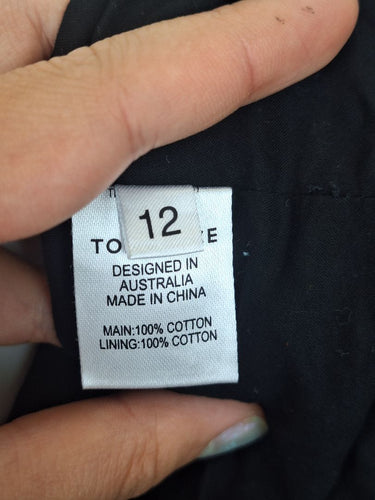 12
DESIGNED IN
AUSTRALIA
MADE IN CHINA
MAIN:100% COTTON
LINING:100% COTTON